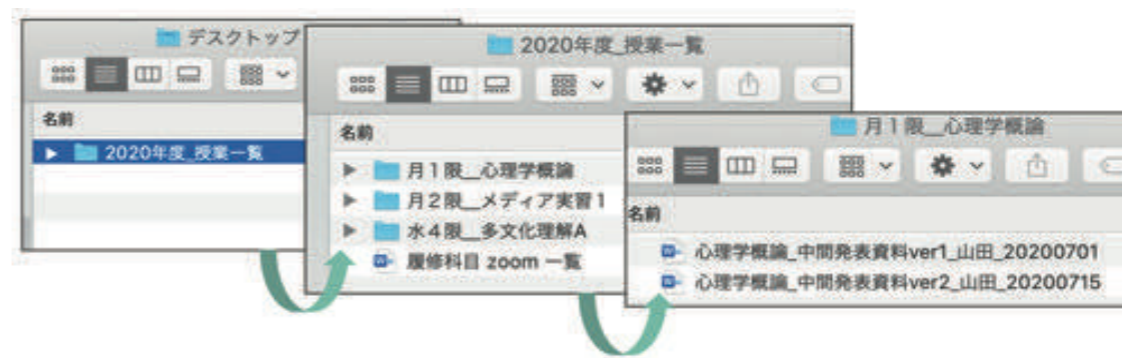 デスクトップ
名前
2020年度_授業一覧
2020年度_授業一覧
名前
月1限__心理学概論
月2限__メディア実習1
水4限__多文化理解A
履修科目 zoom 一覧
月1限__心理学概論
名前
心理学概論_中間発表資料ver1_山田_20200701
心理学概論_中間発表資料ver2_山田_20200715